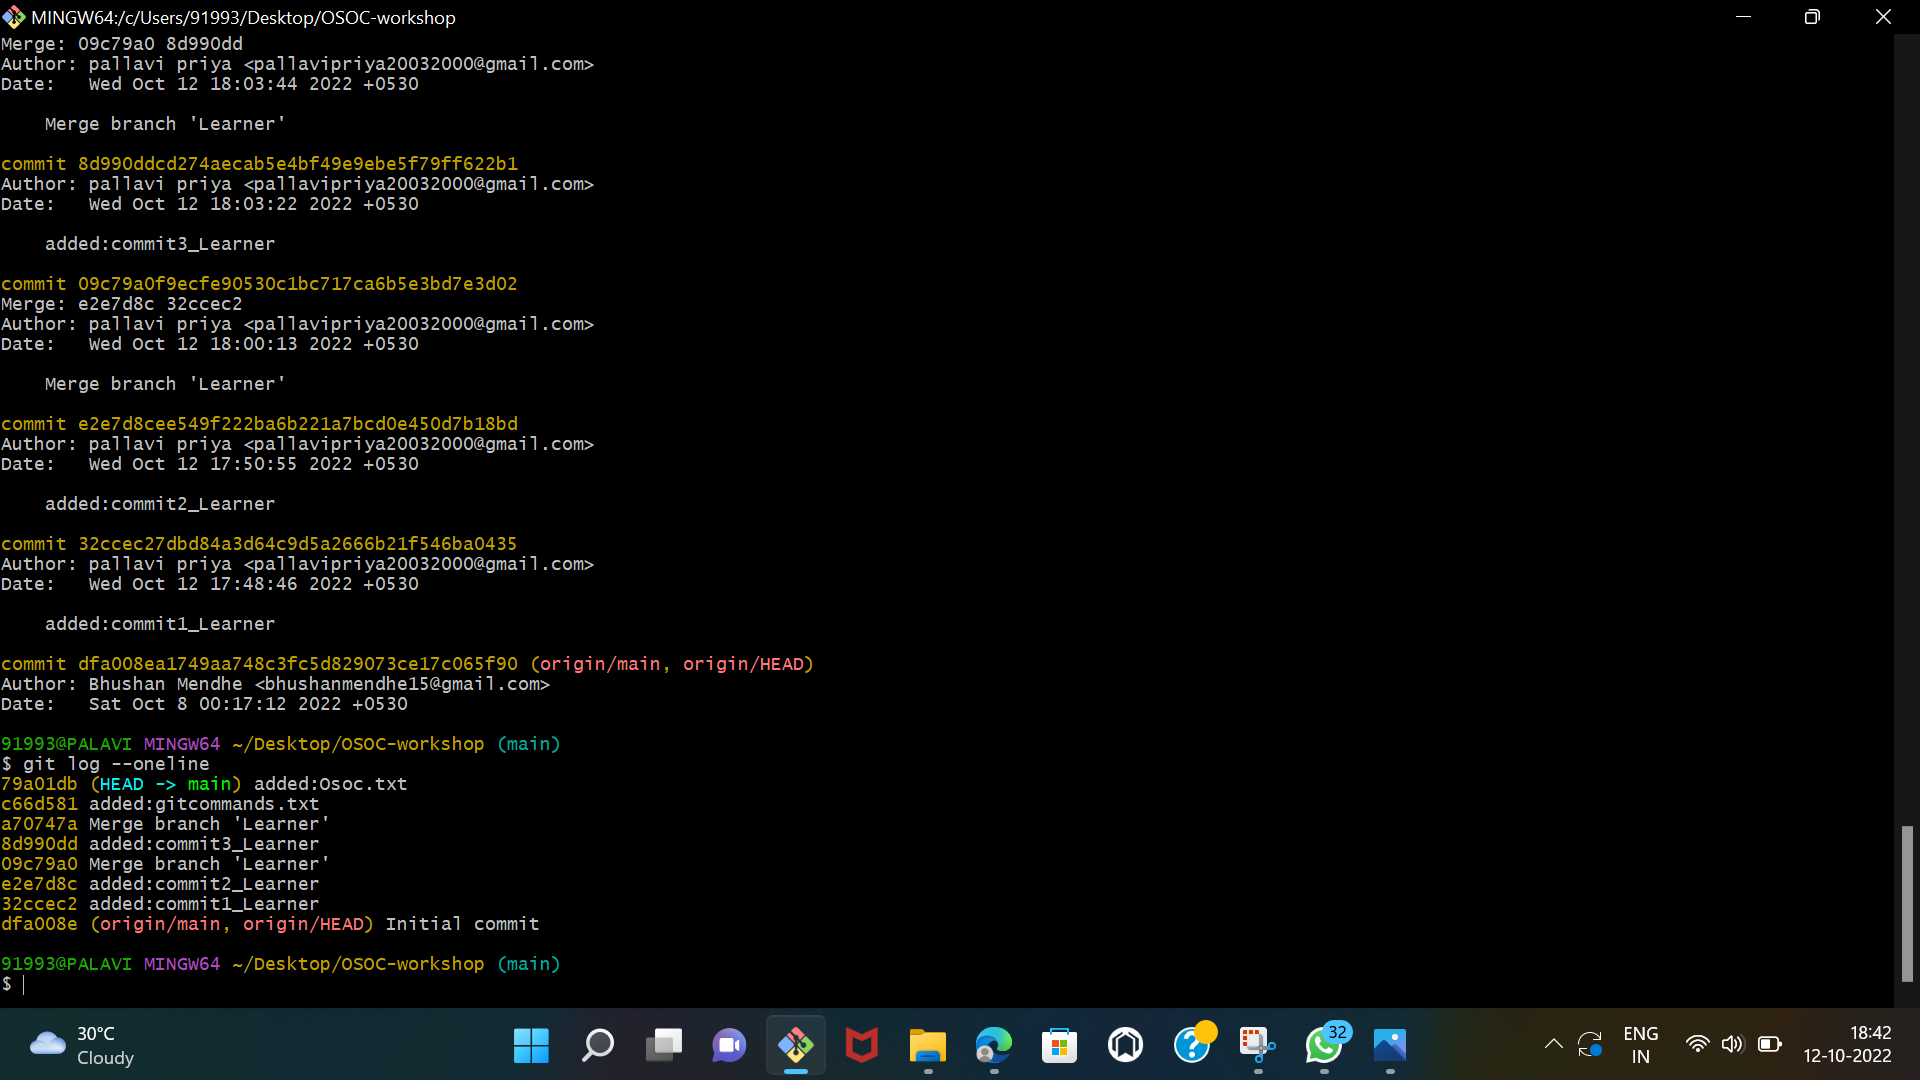 MINGW64:/c/Users/91993/Desktop/OSOC-workshop
Merge: 09c79a0 8d990dd
Author: pallavi priya <pallavipriya20032000@gmail.com>
Date:   Wed Oct 12 18:03:44 2022 +0530
    Merge branch 'Learner'
commit 8d990ddcd274aecab5e4bf49e9ebe5f79ff622b1
Author: pallavi priya <pallavipriya20032000@gmail.com>
Date:   Wed Oct 12 18:03:22 2022 +0530
    added:commit3_Learner
commit 09c79a0f9ecfe90530c1bc717ca6b5e3bd7e3d02
Merge: e2e7d8c 32ccec2
Author: pallavi priya <pallavipriya20032000@gmail.com>
Date:   Wed Oct 12 18:00:13 2022 +0530
    Merge branch 'Learner'
commit e2e7d8cee549f222ba6b221a7bcd0e450d7b18bd
Author: pallavi priya <pallavipriya20032000@gmail.com>
Date:   Wed Oct 12 17:50:55 2022 +0530
    added:commit2_Learner
commit 32ccec27dbd84a3d64c9d5a2666b21f546ba0435
Author: pallavi priya <pallavipriya20032000@gmail.com>
Date:   Wed Oct 12 17:48:46 2022 +0530
    added:commit1_Learner
commit dfa008ea1749aa748c3fc5d829073ce17c065f90 (origin/main, origin/HEAD)
Author: Bhushan Mendhe <bhushanmendhe15@gmail.com>
Date:   Sat Oct 8 00:17:12 2022 +0530
91993@PALAVI MINGW64 ~/Desktop/OSOC-workshop (main)
$ git log --oneline
79a01db (HEAD -> main) added:Osoc.txt
c66d581 added:gitcommands.txt
a70747a Merge branch 'Learner'
8d990dd added:commit3_Learner
09c79a0 Merge branch 'Learner'
e2e7d8c added:commit2_Learner
32ccec2 added:commit1_Learner
dfa008e (origin/main, origin/HEAD) Initial commit
91993@PALAVI MINGW64 ~/Desktop/OSOC-workshop (main)
$
30°C
Cloudy
32
ENG
IN
18:42
12-10-2022